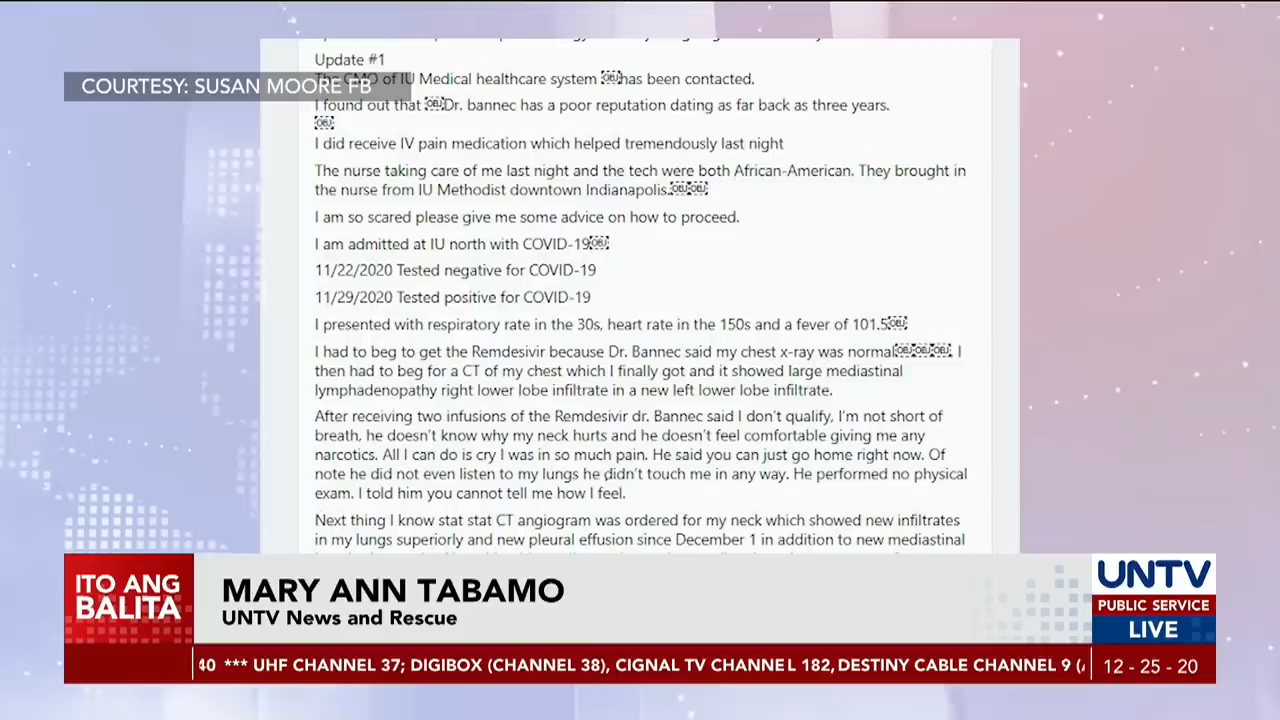 Update #1
The CMO of IU Medical healthcare system has been contacted.
COURTESY: SUSAN MOORE FB
I found out that Dr. bannec has a poor reputation dating as far back as three years.
I did receive IV pain medication which helped tremendously last night
The nurse taking care of me last night and the tech were both African-American. They brought in
the nurse from IU Methodist downtown Indianapolis.
I am so scared please give me some advice on how to proceed.
I am admitted at IU north with COVID-19
11/22/2020 Tested negative for COVID-19
11/29/2020 Tested positive for COVID-19
I presented with respiratory rate in the 30s, heart rate in the 150s and a fever of 101.5
I had to beg to get the Remdesivir because Dr. Bannec said my chest x-ray was normal. I
then had to beg for a CT of my chest which I finally got and it showed large mediastinal
lymphadenopathy right lower lobe infiltrate in a new left lower lobe infiltrate.
After receiving two infusions of the Remdesivir dr. Bannec said I don't qualify, I'm not short of
breath, he doesn't know why my neck hurts and he doesn't feel comfortable giving me any
narcotics. All I can do is cry I was in so much pain. He said you can just go home right now. Of
note he did not even listen to my lungs he didn't touch me in any way. He performed no physical
exam. I told him you cannot tell me how I feel.
Next thing I know stat stat CT angiogram was ordered for my neck which showed new infiltrates
in my lungs superiorly and new pleural effusion since December 1 in addition to new mediastinal
ITO ANG
BALITA
MARY ANN TABAMO
UNTV News and Rescue
UNTV
PUBLIC SERVICE
LIVE
40 *** UHF CHANNEL 37; DIGIBOX (CHANNEL 38), CIGNAL TV CHANNEL 182, DESTINY CABLE CHANNEL 9 (
12 - 25 - 20